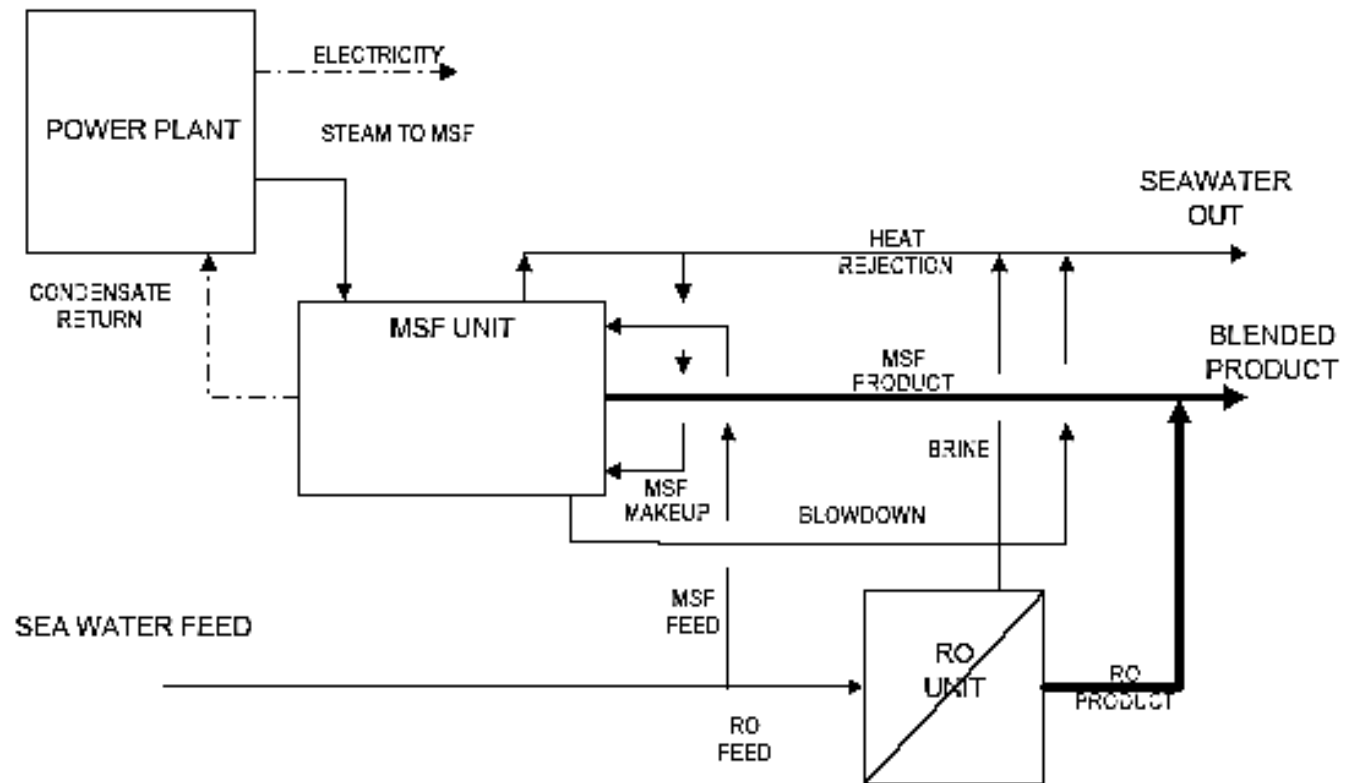 ELECTRICITY
POWER PLANT
STEAM TO MSF
SEAWATER
OUT
HEAT
REJECTION
CONDENSATE
RETURN
MSF UNIT
BLENDED
PRODUCT
MSF
PRODUCT
BRINE
MSF
MAKEUP
BLOWDOWN
MSF
FEED
SEA WATER FEED
RO
UNIT
RO
PRODUCT
RO
FEED